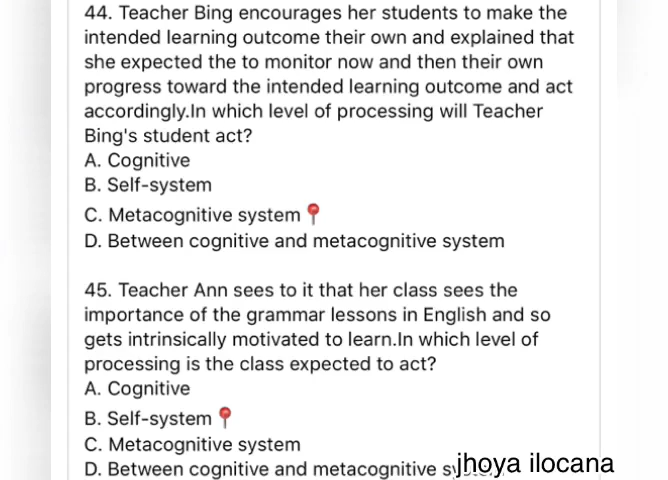 44. Teacher Bing encourages her students to make the
intended learning outcome their own and explained that
she expected the to monitor now and then their own
progress toward the intended learning outcome and act
accordingly.In which level of processing will Teacher
Bing's student act?
A. Cognitive
B. Self-system
C. Metacognitive system
D. Between cognitive and metacognitive system
45. Teacher Ann sees to it that her class sees the
importance of the grammar lessons in English and so
gets intrinsically motivated to learn.In which level of
processing is the class expected to act?
A. Cognitive
B. Self-system
C. Metacognitive system
D. Between cognitive and metacognitive
jhoya ilocana